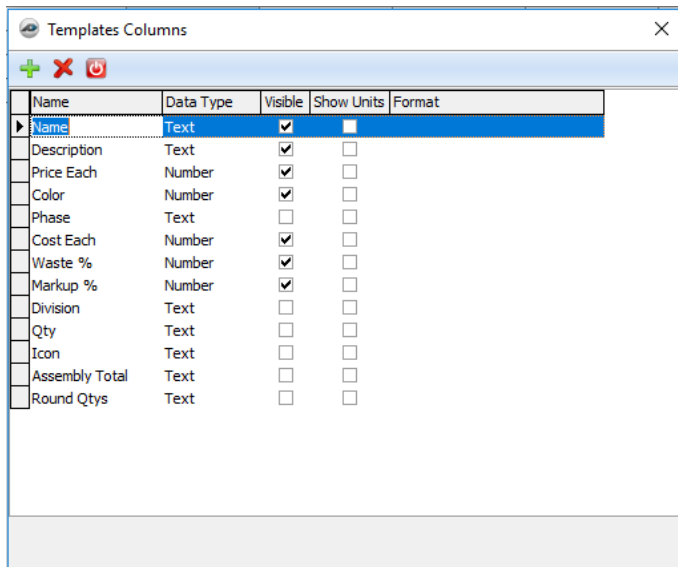 Templates Columns
Name Data Type Visible Show Units Format
Name Text
Description Text
Price Each Number
Color Number
Phase Text
Cost Each Number
Waste % Number
Markup % Number
Division Text
Qty Text
Icon Text
Assembly Total Text
Round Qtys Text